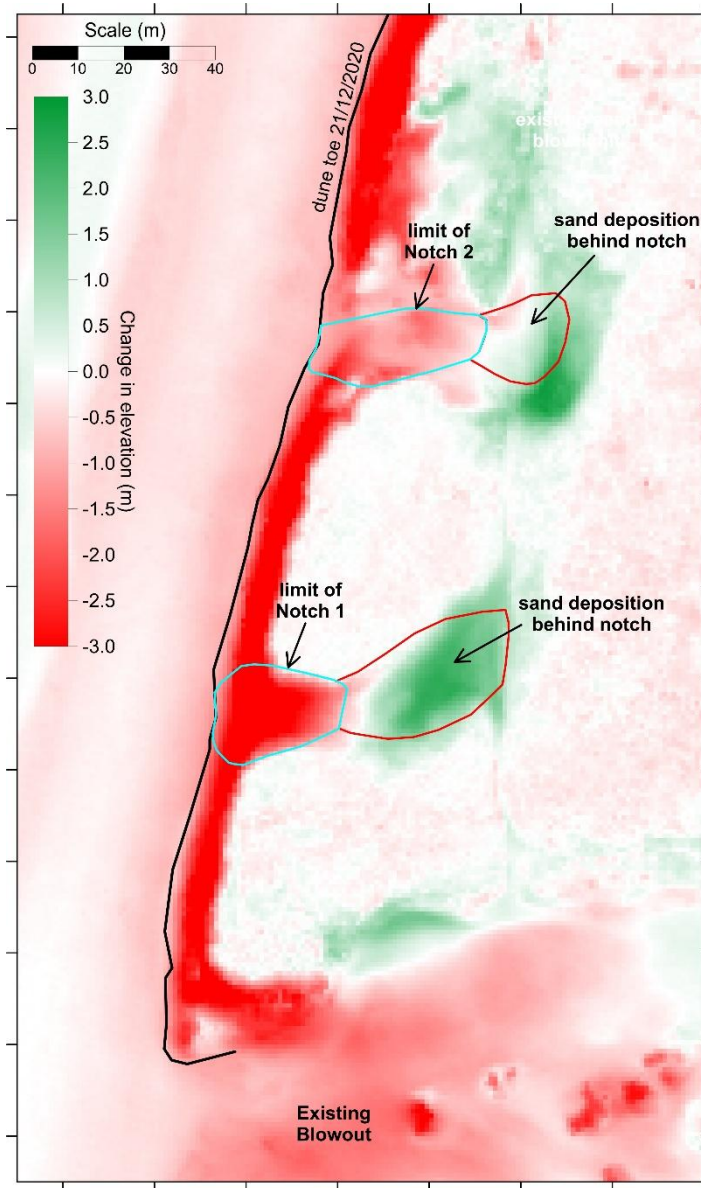 Scale (m)
0 10 20 30 40
3.0
2.5
2.0
1.5
1.0
0.5
0.0
-0.5
-1.0
-1.5
-2.0
-2.5
-3.0
Change in elevation (m)
dune toe 21/12/2020
limit of
Notch 2
sand deposition
behind notch
limit of
Notch 1
sand deposition
behind notch
Existing
Blowout